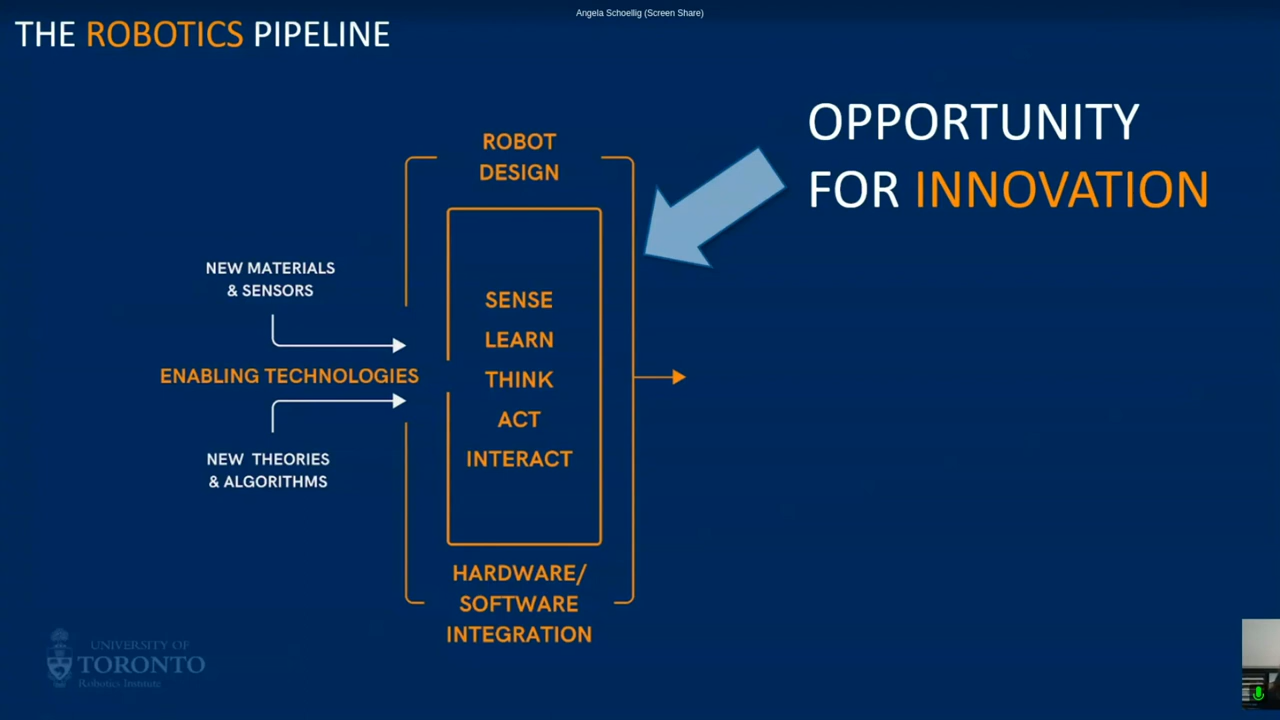 Angela Schoellig (Screen Share)
THE ROBOTICS PIPELINE
OPPORTUNITY
FOR INNOVATION
ROBOT
DESIGN
NEW MATERIALS
& SENSORS
ENABLING TECHNOLOGIES
NEW THEORIES
& ALGORITHMS
SENSE
LEARN
THINK
ACT
INTERACT
HARDWARE/
SOFTWARE
INTEGRATION
UNIVERSITY OF
TORONTO
Robotics Institute